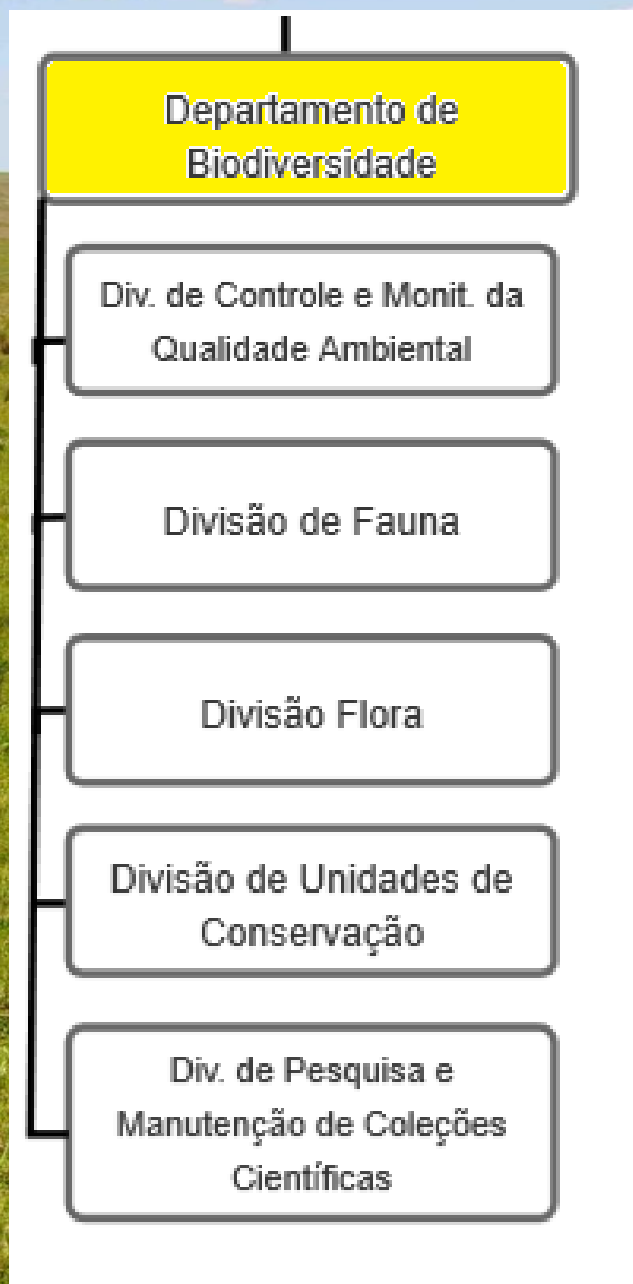 Departamento de
Biodiversidade
Div. de Controle e Monit. da
Qualidade Ambiental
Divisão de Fauna
Divisão Flora
Divisão de Unidades de
Conservação
Div. de Pesquisa e
Manutenção de Coleções
Científicas